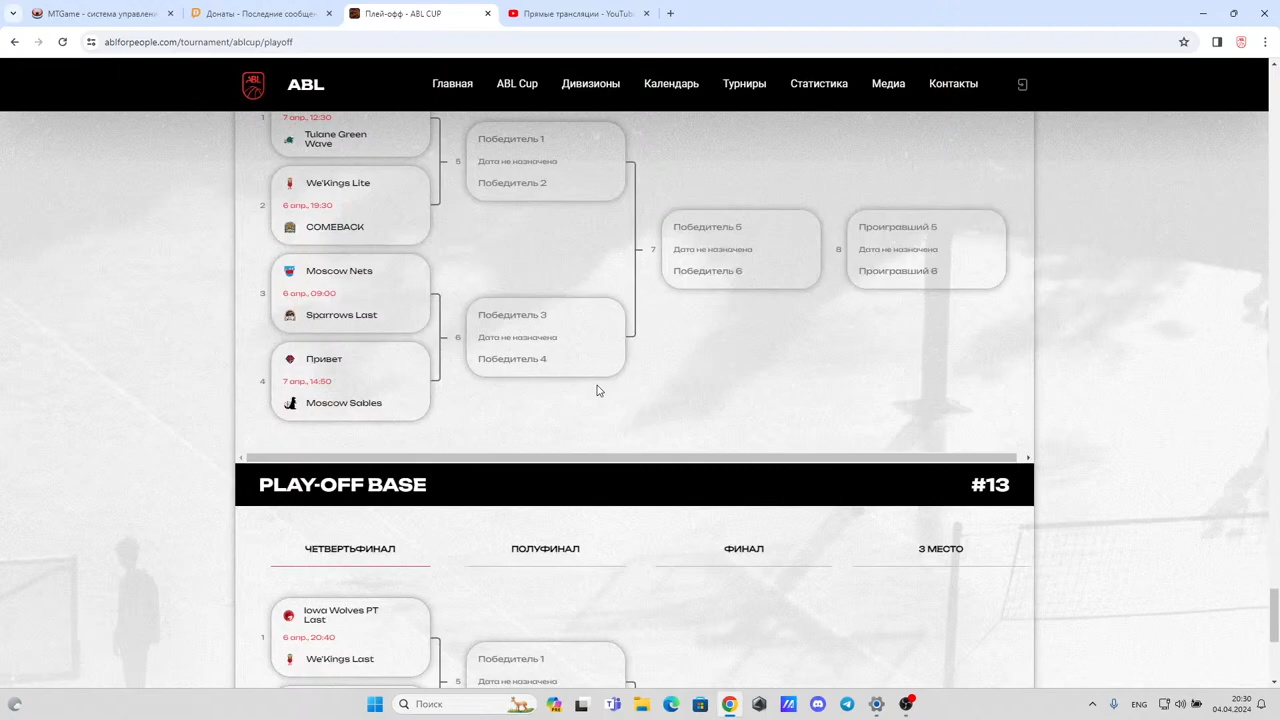 MTGame - система управлени
Донаты - Последние сообщен
Плей-офф - ABL CUP
Прямые трансляции - YouTub
ablforpeople.com/tournament/ablcup/playoff
ABL
ABL
Главная
ABL Cup
Дивизионы
Календарь
Турниры
Статистика
Медиа
Контакты
1
7 апр., 12:30
Tulane Green
Wave
2
We'Kings Lite
6 апр., 19:30
COMEBACK
3
Moscow Nets
6 апр., 09:00
Sparrows Last
4
Привет
7 апр., 14:50
Moscow Sables
5
Победитель 1
Дата не назначена
Победитель 2
6
Победитель 3
Дата не назначена
Победитель 4
7
Победитель 5
Дата не назначена
Победитель 6
8
Проигравший 5
Дата не назначена
Проигравший 6
PLAY-OFF BASE
#13
ЧЕТВЕРТЬФИНАЛ
ПОЛУФИНАЛ
ФИНАЛ
3 МЕСТО
1
Iowa Wolves PT
Last
6 апр., 20:40
We'Kings Last
5
Победитель 1
Дата не назначена
Поиск
ENG
20:30
04.04.2024